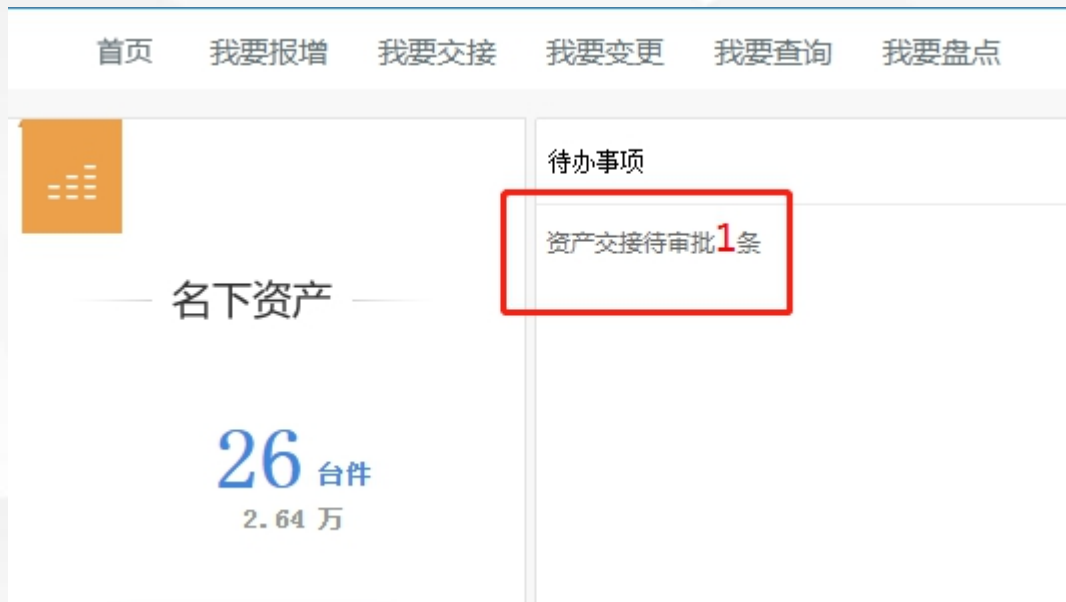 首页 我要报增 我要交接 我要变更 我要查询 我要盘点
待办事项
资产交接待审批1条
名下资产
26 台件
2.64 万